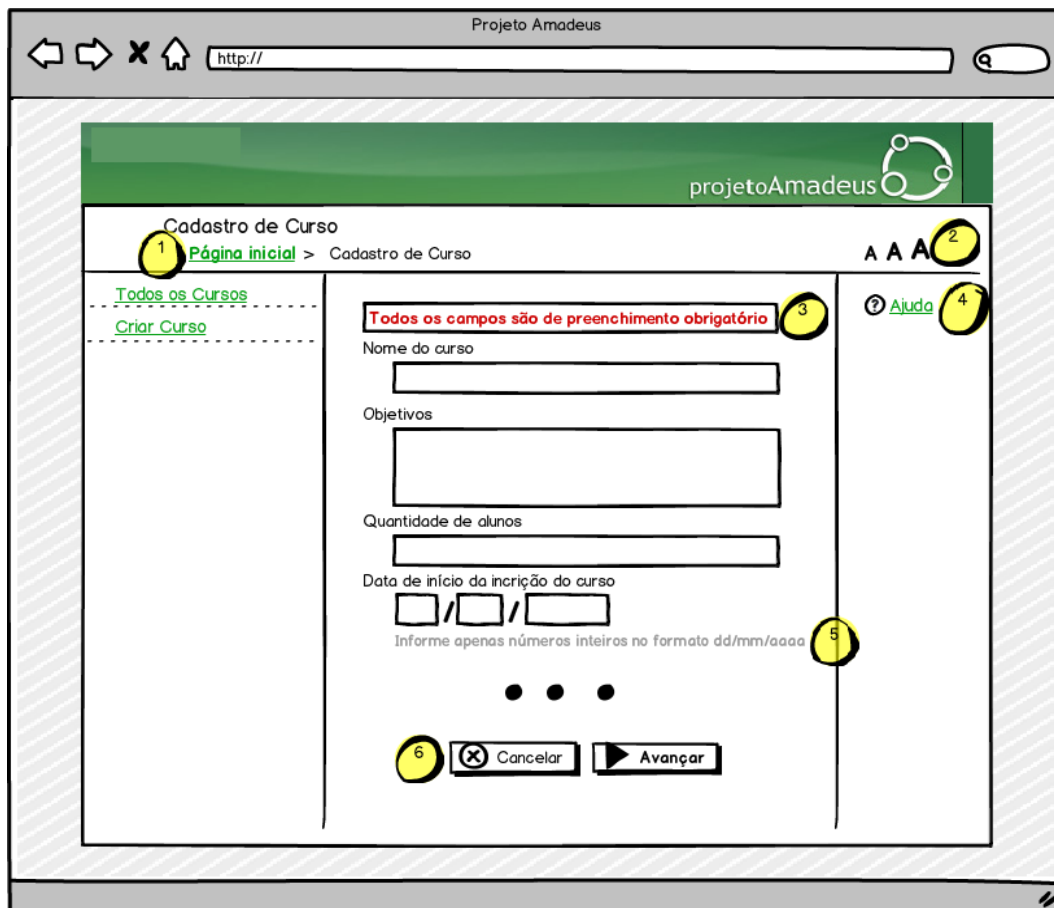 Projeto Amadeus
http://
projetoAmadeus
Cadastro de Curso
1 Página inicial > Cadastro de Curso
A A A 2
Todos os Cursos
Criar Curso
Todos os campos são de preenchimento obrigatório 3
? Ajuda 4
Nome do curso
Objetivos
Quantidade de alunos
Data de início da incrição do curso
/ /
Informe apenas números inteiros no formato dd/mm/aaaa 5
6 Cancelar Avançar